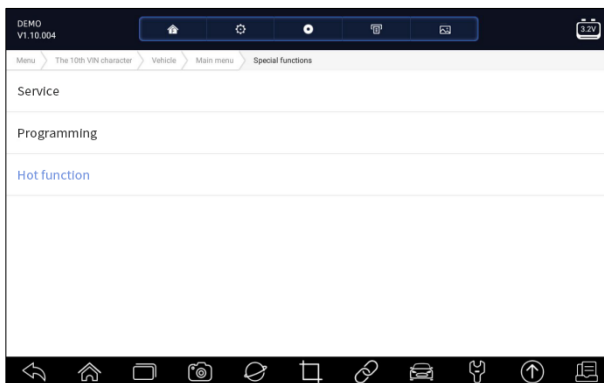 DEMO
V1.10.004
3.2V
Menu The 10th VIN character Vehicle Main menu Special functions
Service
Programming
Hot function